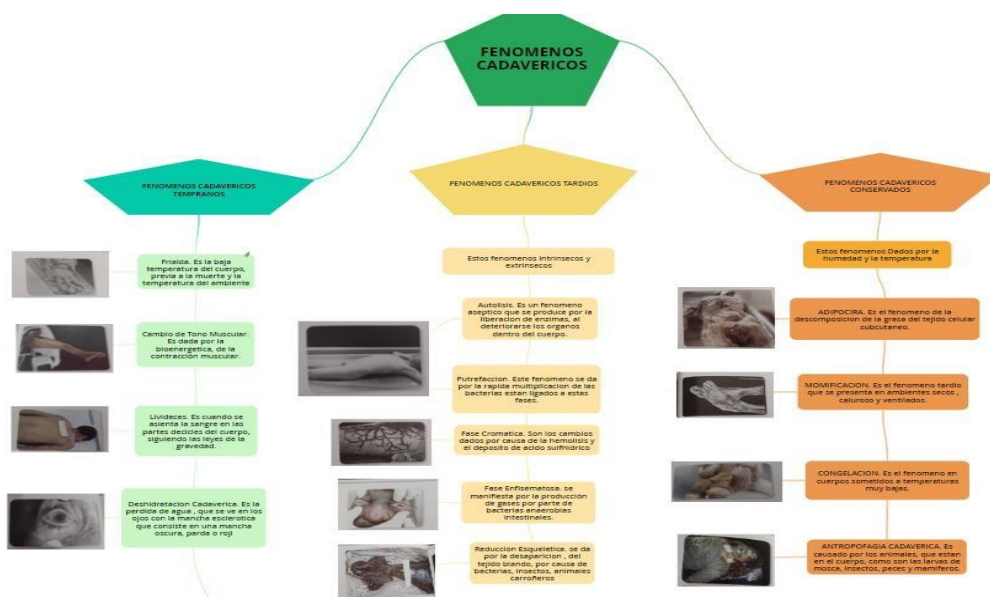 FENOMENOS
CADAVERICOS
FENOMENOS CADAVERICOS
TEMPRANOS
Frialda. Es la baja
temperatura del cuerpo,
previa a la muerte y la
temperatura del ambiente
Cambio de Tono Muscular.
Es dada por la
bioenergetica, de la
contracción muscular.
Livideces. Es cuando se
asienta la sangre en las
partes decicles del cuerpo,
siguiendo las leyes de la
gravedad.
Deshidratacion Cadaverica. Es la
perdida de agua , que se ve en los
ojos con la mancha esclerotica
que consiste en una mancha
oscura, parda o roji
FENOMENOS CADAVERICOS TARDIOS
Estos fenomenos intrinsecos y
extrinsecos
Autolisis. Es un fenomeno
aseptico que se produce por la
liberacion de enzimas, al
deteriorarse los organos
dentro del cuerpo.
Putrefaccion. Este fenomeno se da
por la rapida multiplicacion de las
bacterias estan ligados a estas
fases.
Fase Cromatica. Son los cambios
dados por causa de la hemolisis y
el deposito de acido sulfhidrico
Fase Enfisematosa. se
manifiesta por la producción
de gases por parte de
bacterias anaerobias
intestinales.
Reduccion Esqueletica. se da
por la desaparicion , del
tejido blando, por causa de
bacterias, insectos, animales
carroñeros
FENOMENOS CADAVERICOS
CONSERVADOS
Estos fenomenos Dados por la
humedad y la temperatura
ADIPOCIRA. Es el fenomeno de la
descomposicion de la grasa del tejido celular
subcutaneo.
MOMIFICACION. Es el fenomeno tardio
que se presenta en ambientes secos ,
caluroso y ventilados.
CONGELACION. Es el fenomeno en
cuerpos sometidos a temperaturas
muy bajas.
ANTROPOFAGIA CADAVERICA. Es
causado por los animales, que estan
en el cuerpo, como son las larvas de
mosca, insectos, peces y mamiferos.